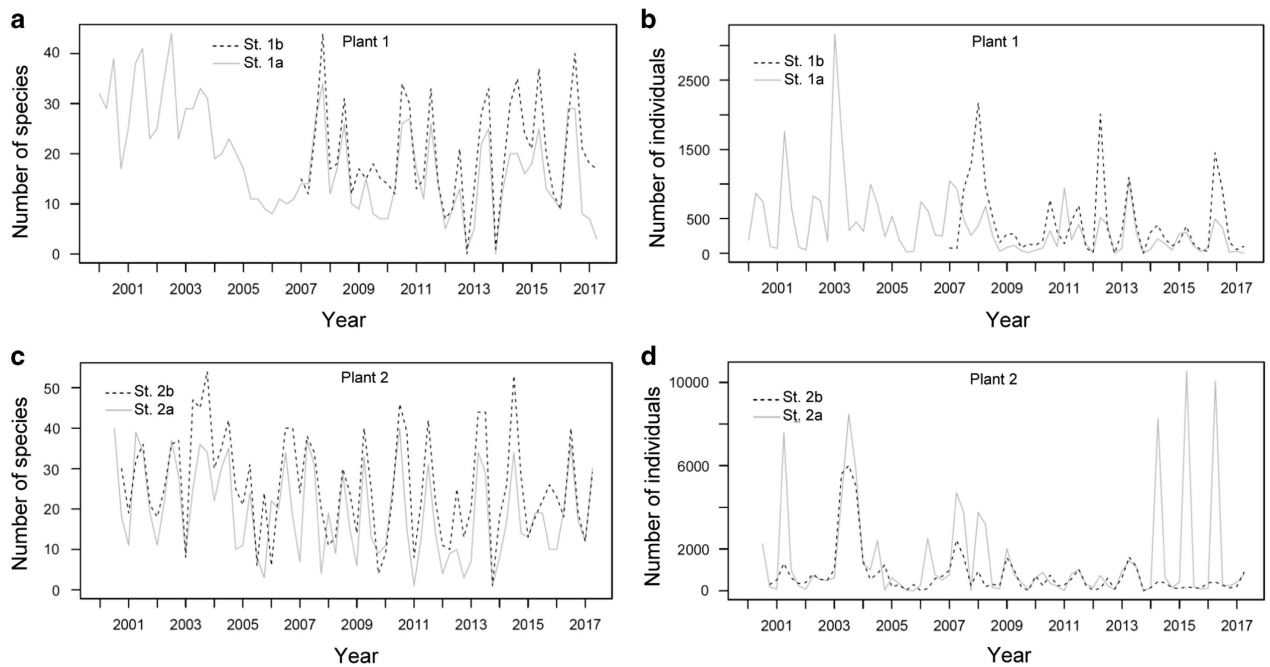 a
Plant 1
St. 1b
St. 1a
Number of species
40
30
20
10
0
2001 2003 2005 2007 2009 2011 2013 2015 2017
Year
b
Plant 1
St. 1b
St. 1a
Number of individuals
2500
1500
500
0
2001 2003 2005 2007 2009 2011 2013 2015 2017
Year
c
Plant 2
St. 2b
St. 2a
Number of species
50
40
30
20
10
0
2001 2003 2005 2007 2009 2011 2013 2015 2017
Year
d
Plant 2
St. 2b
St. 2a
Number of individuals
10000
6000
2000
0
2001 2003 2005 2007 2009 2011 2013 2015 2017
Year